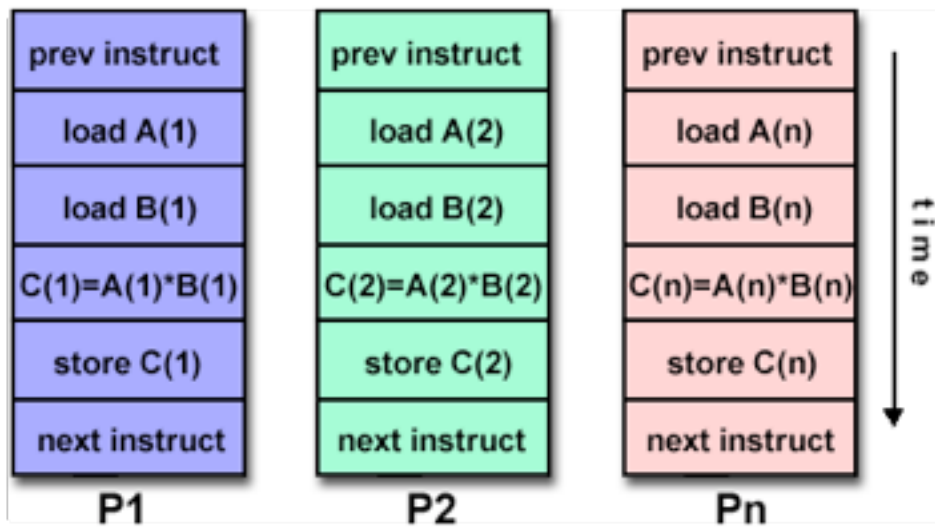 prev instruct
load A(1)
load B(1)
C(1)=A(1)*B(1)
store C(1)
next instruct
P1
prev instruct
load A(2)
load B(2)
C(2)=A(2)*B(2)
store C(2)
next instruct
P2
prev instruct
load A(n)
load B(n)
C(n)=A(n)*B(n)
store C(n)
next instruct
Pn
time